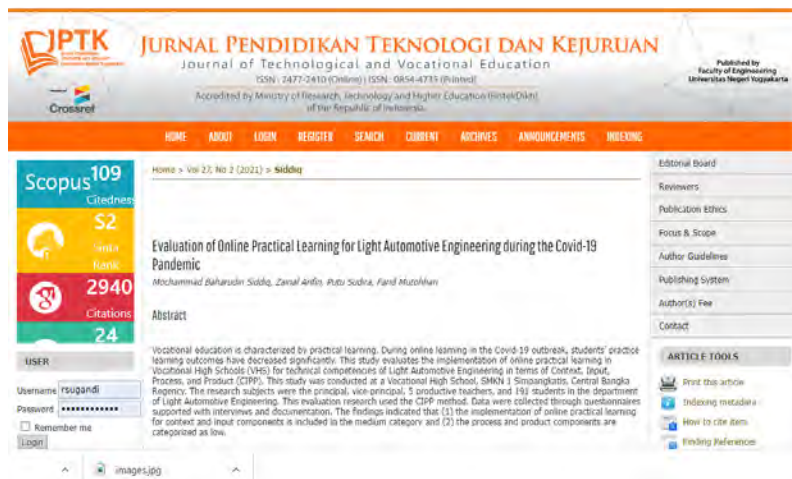 JPTK
JURNAL PENDIDIKAN TEKNOLOGI DAN KEJURUAN
Journal of Technological and Vocational Education
ISSN: 2477-2410 (Online) | ISSN: 0854-4735 (Printed)
Accredited by Ministry of Research, Technology and Higher Education (RistekDikti)
of the Republic of Indonesia.
Published by
Faculty of Engineering
Universitas Negeri Yogyakarta
Crossref
HOME ABOUT LOGIN REGISTER SEARCH CURRENT ARCHIVES ANNOUNCEMENTS INDEXING
Scopus 109
Citedness
S2
Sinta
Rank
2940
Citations
24
USER
Username rsugandi
Password
Remember me
Login
Home > Vol 27, No 2 (2021) > Siddiq
Evaluation of Online Practical Learning for Light Automotive Engineering during the Covid-19
Pandemic
Mochammad Baharudin Siddiq, Zainal Arifin, Putu Sudira, Farid Mutohhari
Abstract
Vocational education is characterized by practical learning. During online learning in the Covid-19 outbreak, students' practice
learning outcomes have decreased significantly. This study evaluates the implementation of online practical learning in
Vocational High Schools (VHS) for technical competencies of Light Automotive Engineering in terms of Context, Input,
Process, and Product (CIPP). This study was conducted at a Vocational High School, SMKN 1 Simpangkatis, Central Bangka
Regency. The research subjects were the principal, vice-principal, 5 productive teachers, and 191 students in the department
of Light Automotive Engineering. This evaluation research used the CIPP method. Data were collected through questionnaires
supported with interviews and documentation. The findings indicated that (1) the implementation of online practical learning
for context and input components is included in the medium category and (2) the process and product components are
categorized as low.
Editorial Board
Reviewers
Publication Ethics
Focus & Scope
Author Guidelines
Publishing System
Author(s) Fee
Contact
ARTICLE TOOLS
Print this article
Indexing metadata
How to cite item
Finding References
images.jpg